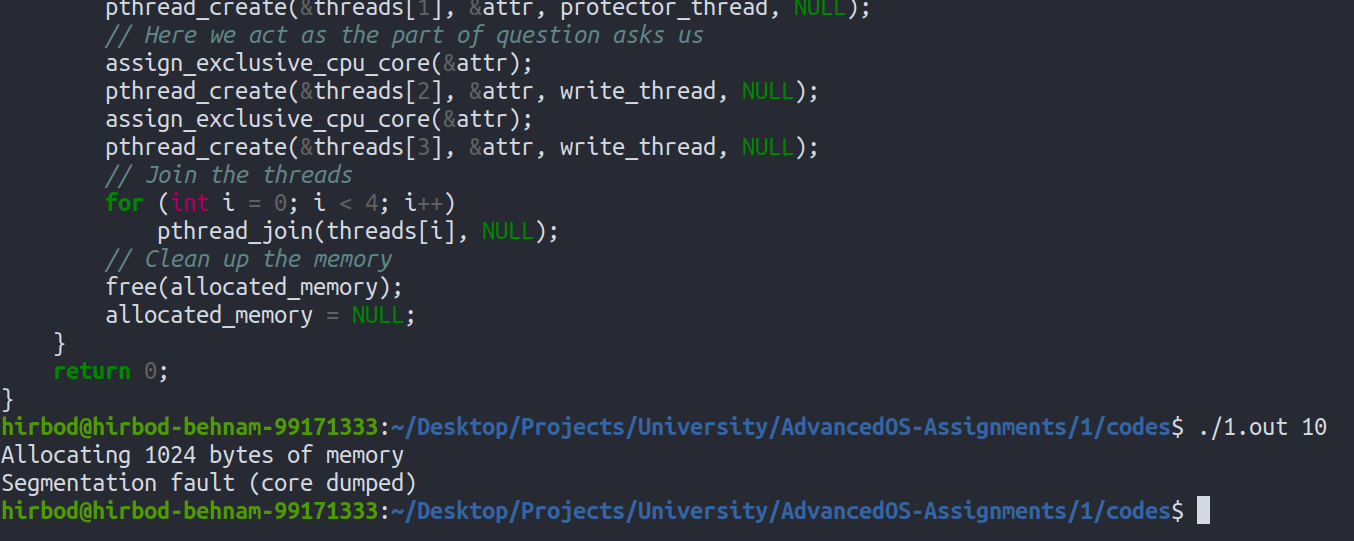 pthread_create(&threads[1], &attr, protector_thread, NULL);
        // Here we act as the part of question asks us
        assign_exclusive_cpu_core(&attr);
        pthread_create(&threads[2], &attr, write_thread, NULL);
        assign_exclusive_cpu_core(&attr);
        pthread_create(&threads[3], &attr, write_thread, NULL);
        // Join the threads
        for (int i = 0; i < 4; i++)
            pthread_join(threads[i], NULL);
        // Clean up the memory
        free(allocated_memory);
        allocated_memory = NULL;
    }
    return 0;
}
hirbod@hirbod-behnam-99171333:~/Desktop/Projects/University/AdvancedOS-Assignments/1/codes$ ./1.out 10
Allocating 1024 bytes of memory
Segmentation fault (core dumped)
hirbod@hirbod-behnam-99171333:~/Desktop/Projects/University/AdvancedOS-Assignments/1/codes$